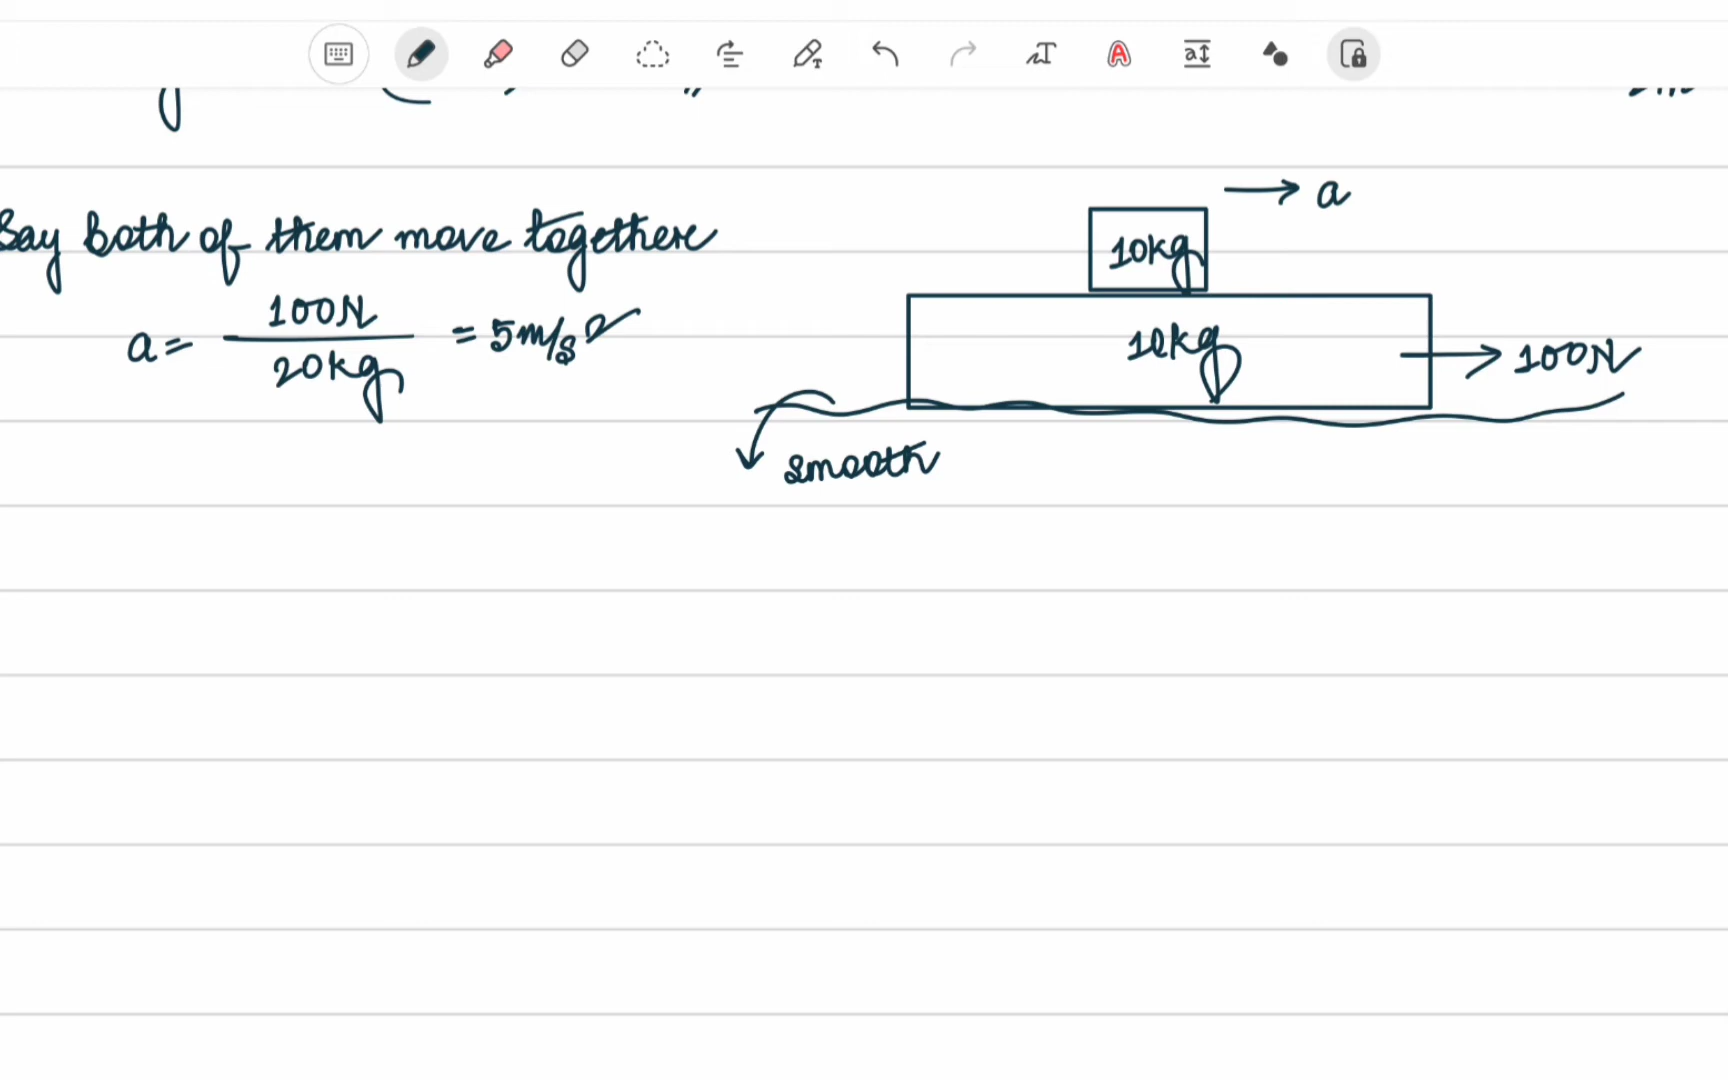 Say both of them move together
a = 100N / 20kg = 5m/s²
→ a
10kg
10kg
→ 100N
smooth